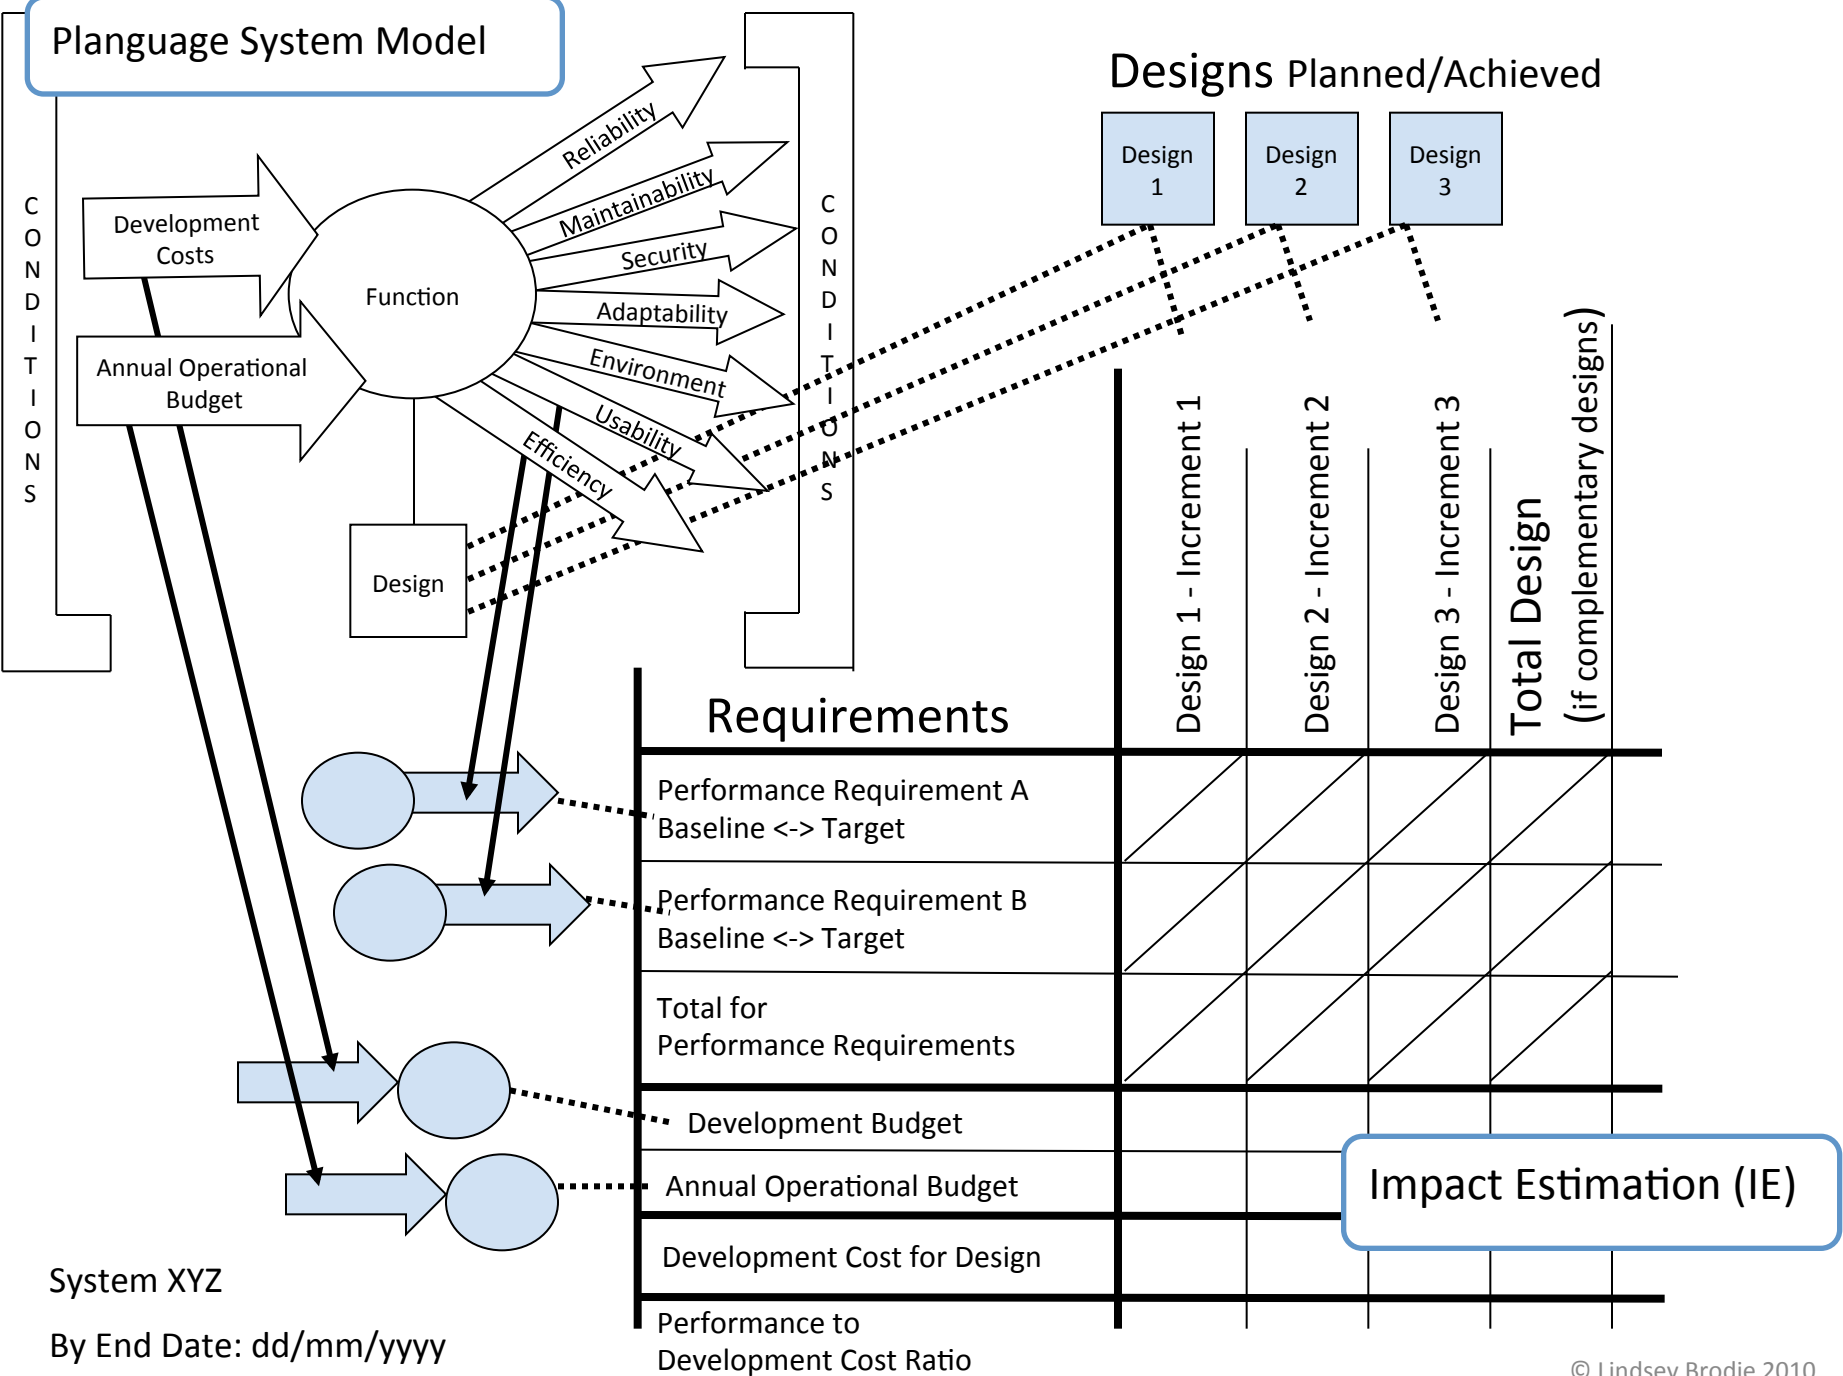 Planguage System Model
Designs Planned/Achieved
Design
1
Design
2
Design
3
CONDITIONS
Development
Costs
Annual Operational
Budget
Function
Reliability
Maintainability
Security
Adaptability
Environment
Usability
Efficiency
CONDITIONS
Design
Design 1 - Increment 1
Design 2 - Increment 2
Design 3 - Increment 3
Total Design
(if complementary designs)
Requirements
Performance Requirement A
Baseline <-> Target
Performance Requirement B
Baseline <-> Target
Total for
Performance Requirements
Development Budget
Annual Operational Budget
Development Cost for Design
Performance to
Development Cost Ratio
Impact Estimation (IE)
System XYZ
By End Date: dd/mm/yyyy
© Lindsey Brodie 2010